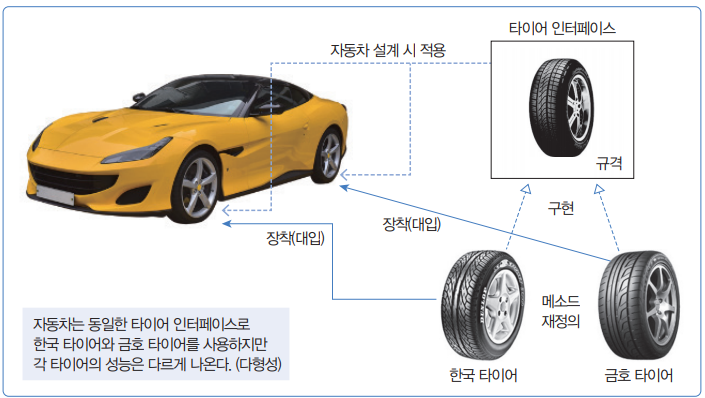 타이어 인터페이스
자동차 설계 시 적용
규격
구현
장착(대입)
장착(대입)
메소드
재정의
한국 타이어
금호 타이어
자동차는 동일한 타이어 인터페이스로
한국 타이어와 금호 타이어를 사용하지만
각 타이어의 성능은 다르게 나온다. (다형성)